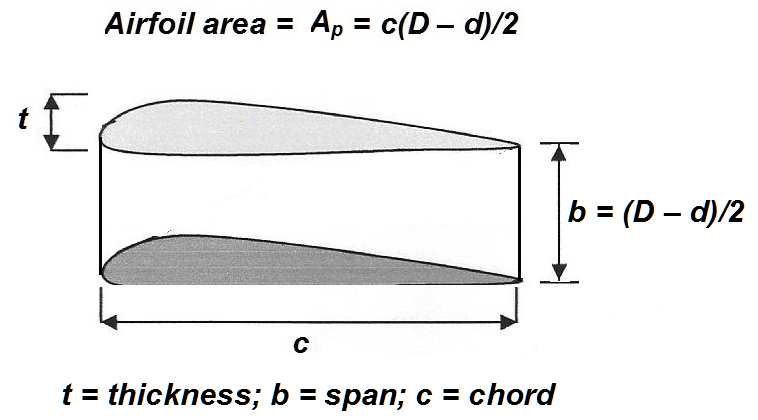 Airfoil area = Ap = c(D – d)/2
t
b = (D – d)/2
c
t = thickness; b = span; c = chord